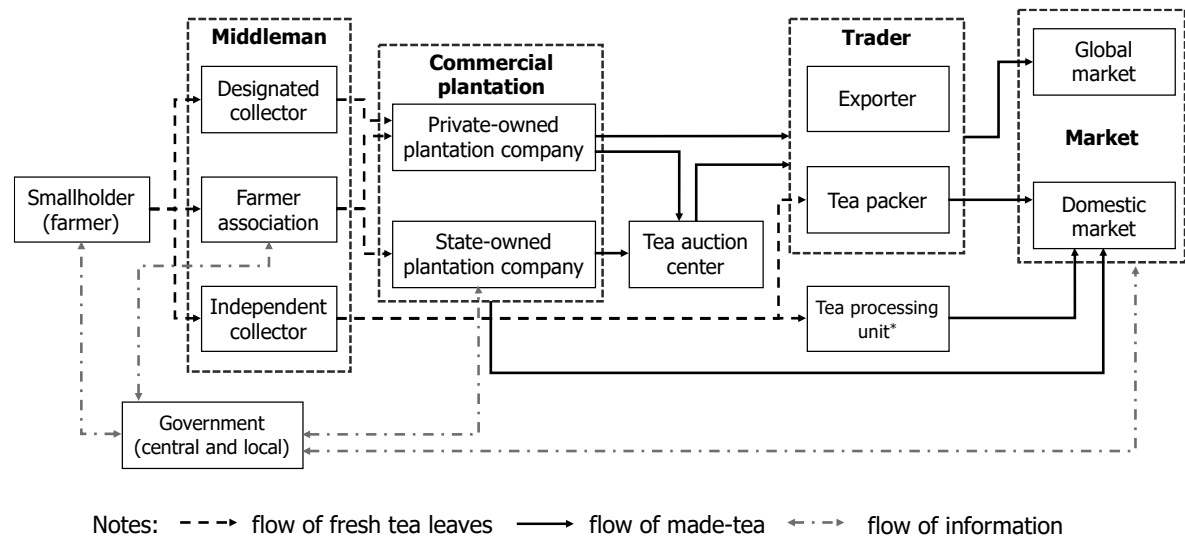 Middleman
Designated
collector
Farmer
association
Independent
collector
Smallholder
(farmer)
Government
(central and local)
Commercial
plantation
Private-owned
plantation company
State-owned
plantation company
Tea auction
center
Trader
Exporter
Tea packer
Tea processing
unit*
Global
market
Market
Domestic
market
Notes: flow of fresh tea leaves flow of made-tea flow of information